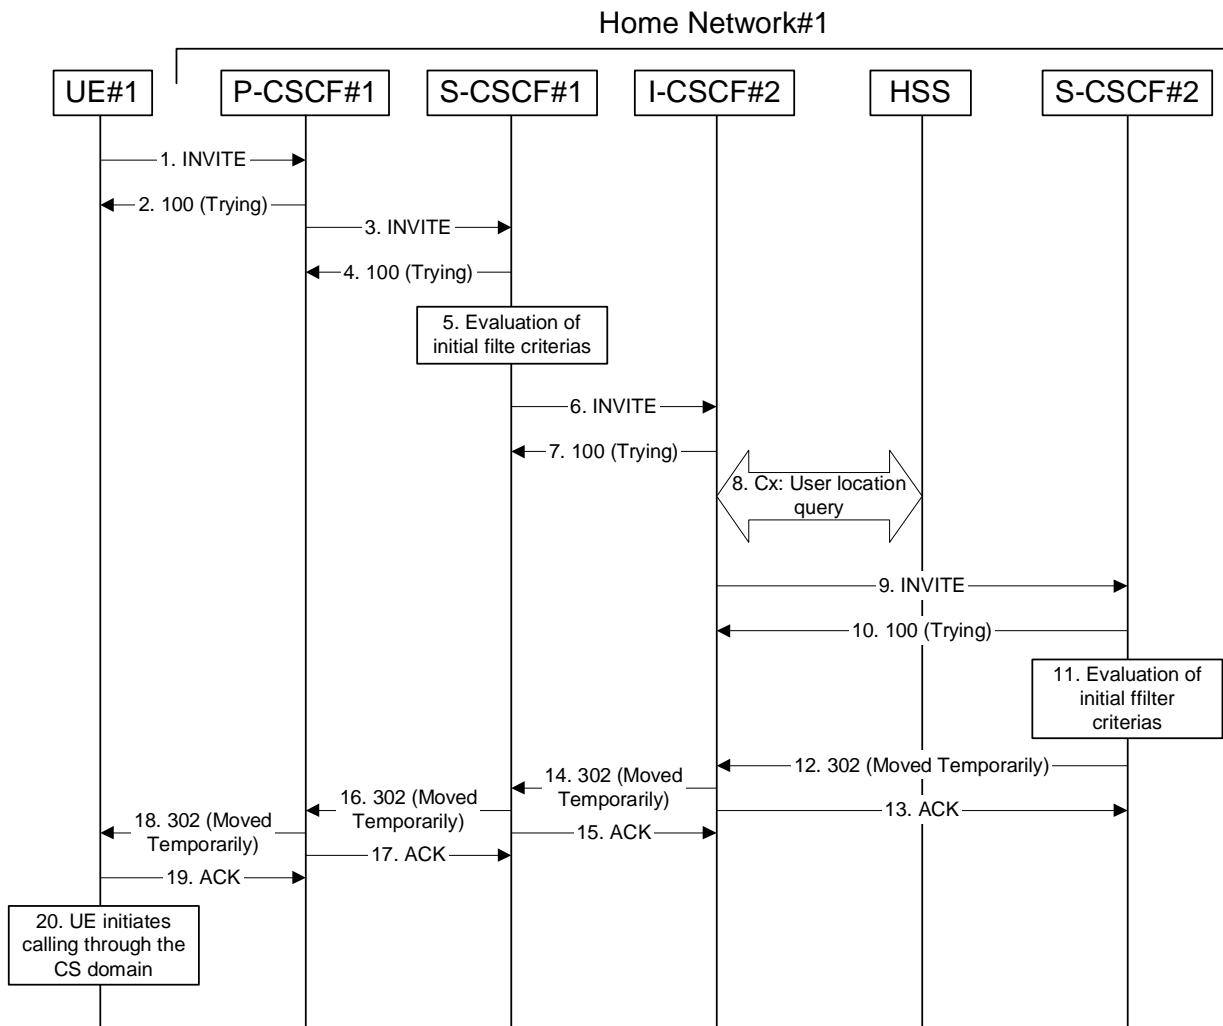 Home Network#1
UE#1
P-CSCF#1
S-CSCF#1
I-CSCF#2
HSS
S-CSCF#2
1. INVITE
2. 100 (Trying)
3. INVITE
4. 100 (Trying)
5. Evaluation of
initial filte criterias
6. INVITE
7. 100 (Trying)
8. Cx: User location
query
9. INVITE
10. 100 (Trying)
11. Evaluation of
initial ffilter
criterias
12. 302 (Moved Temporarily)
14. 302 (Moved
Temporarily)
13. ACK
16. 302 (Moved
Temporarily)
15. ACK
18. 302 (Moved
Temporarily)
17. ACK
19. ACK
20. UE initiates
calling through the
CS domain